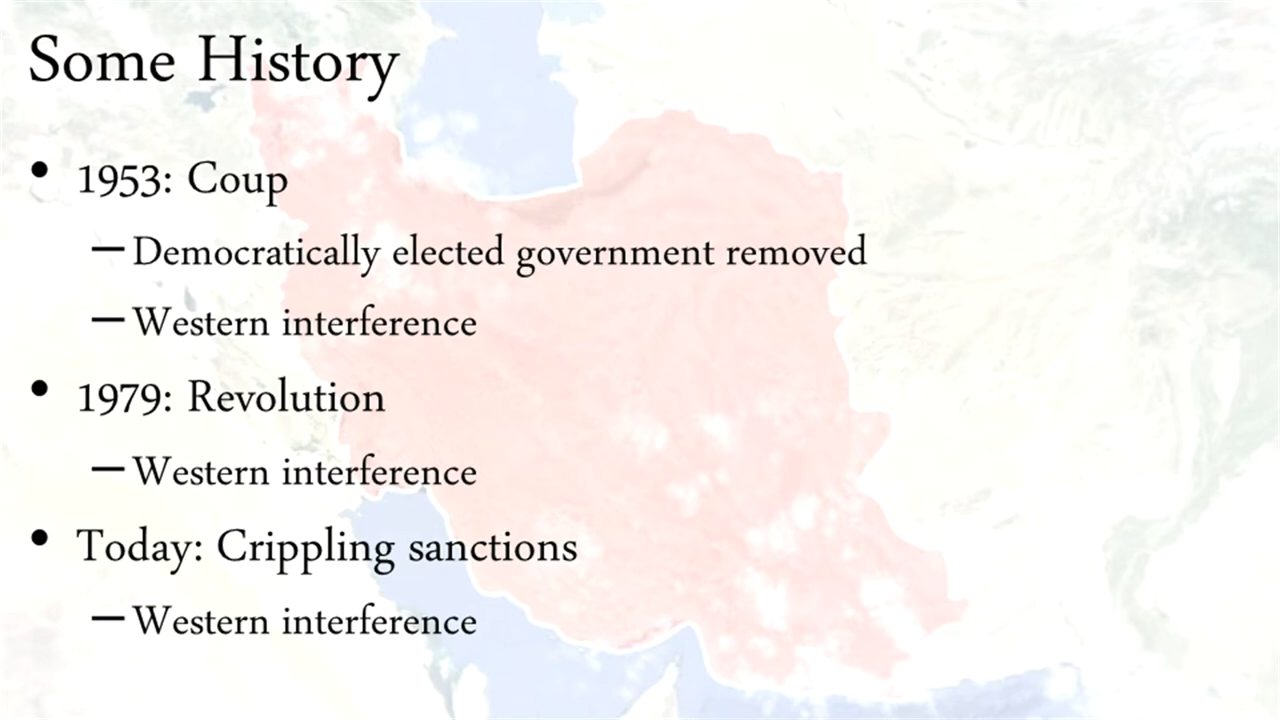 Some History
• 1953: Coup
– Democratically elected government removed
– Western interference
• 1979: Revolution
– Western interference
• Today: Crippling sanctions
– Western interference